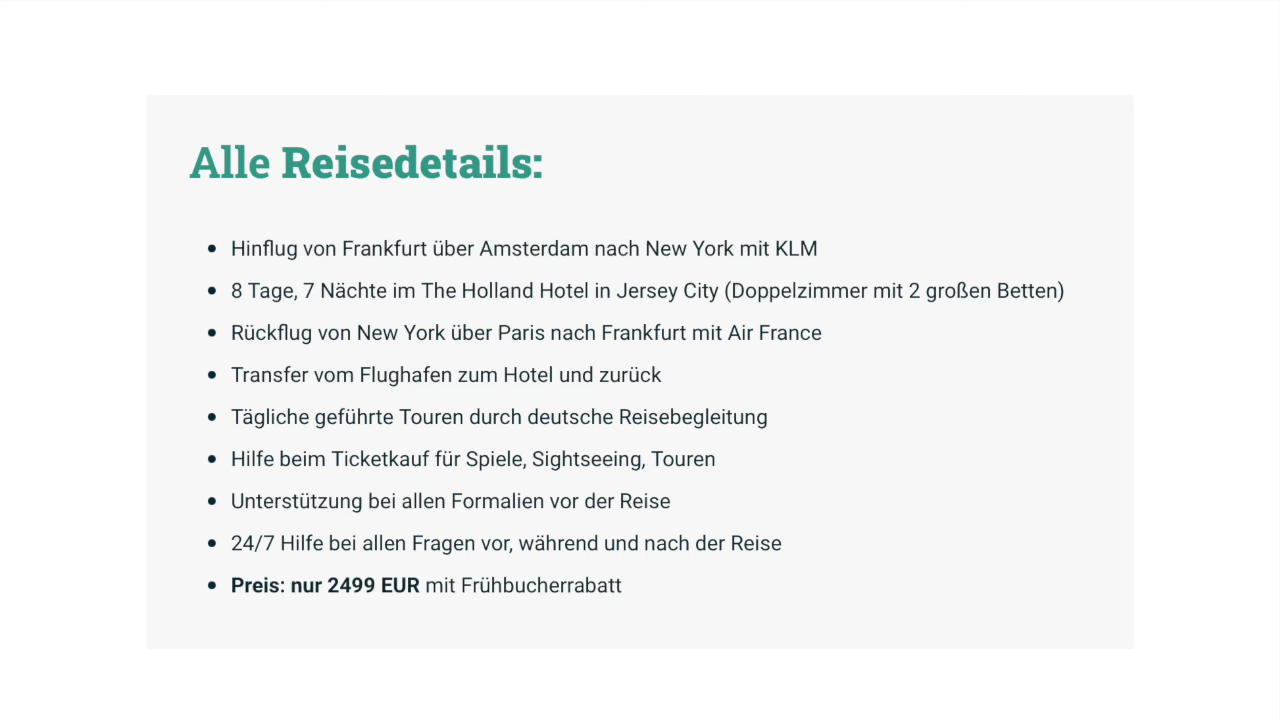 Alle Reisedetails:
• Hinflug von Frankfurt über Amsterdam nach New York mit KLM
• 8 Tage, 7 Nächte im The Holland Hotel in Jersey City (Doppelzimmer mit 2 großen Betten)
• Rückflug von New York über Paris nach Frankfurt mit Air France
• Transfer vom Flughafen zum Hotel und zurück
• Tägliche geführte Touren durch deutsche Reisebegleitung
• Hilfe beim Ticketkauf für Spiele, Sightseeing, Touren
• Unterstützung bei allen Formalien vor der Reise
• 24/7 Hilfe bei allen Fragen vor, während und nach der Reise
• Preis: nur 2499 EUR mit Frühbucherrabatt